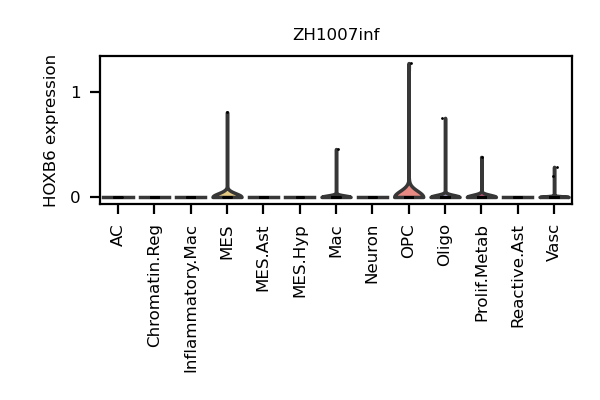 ZH1007inf
HOXB6 expression
1
0
AC
Chromatin.Reg
Inflammatory.Mac
MES
MES.Ast
MES.Hyp
Mac
Neuron
OPC
Oligo
Prolif.Metab
Reactive.Ast
Vasc